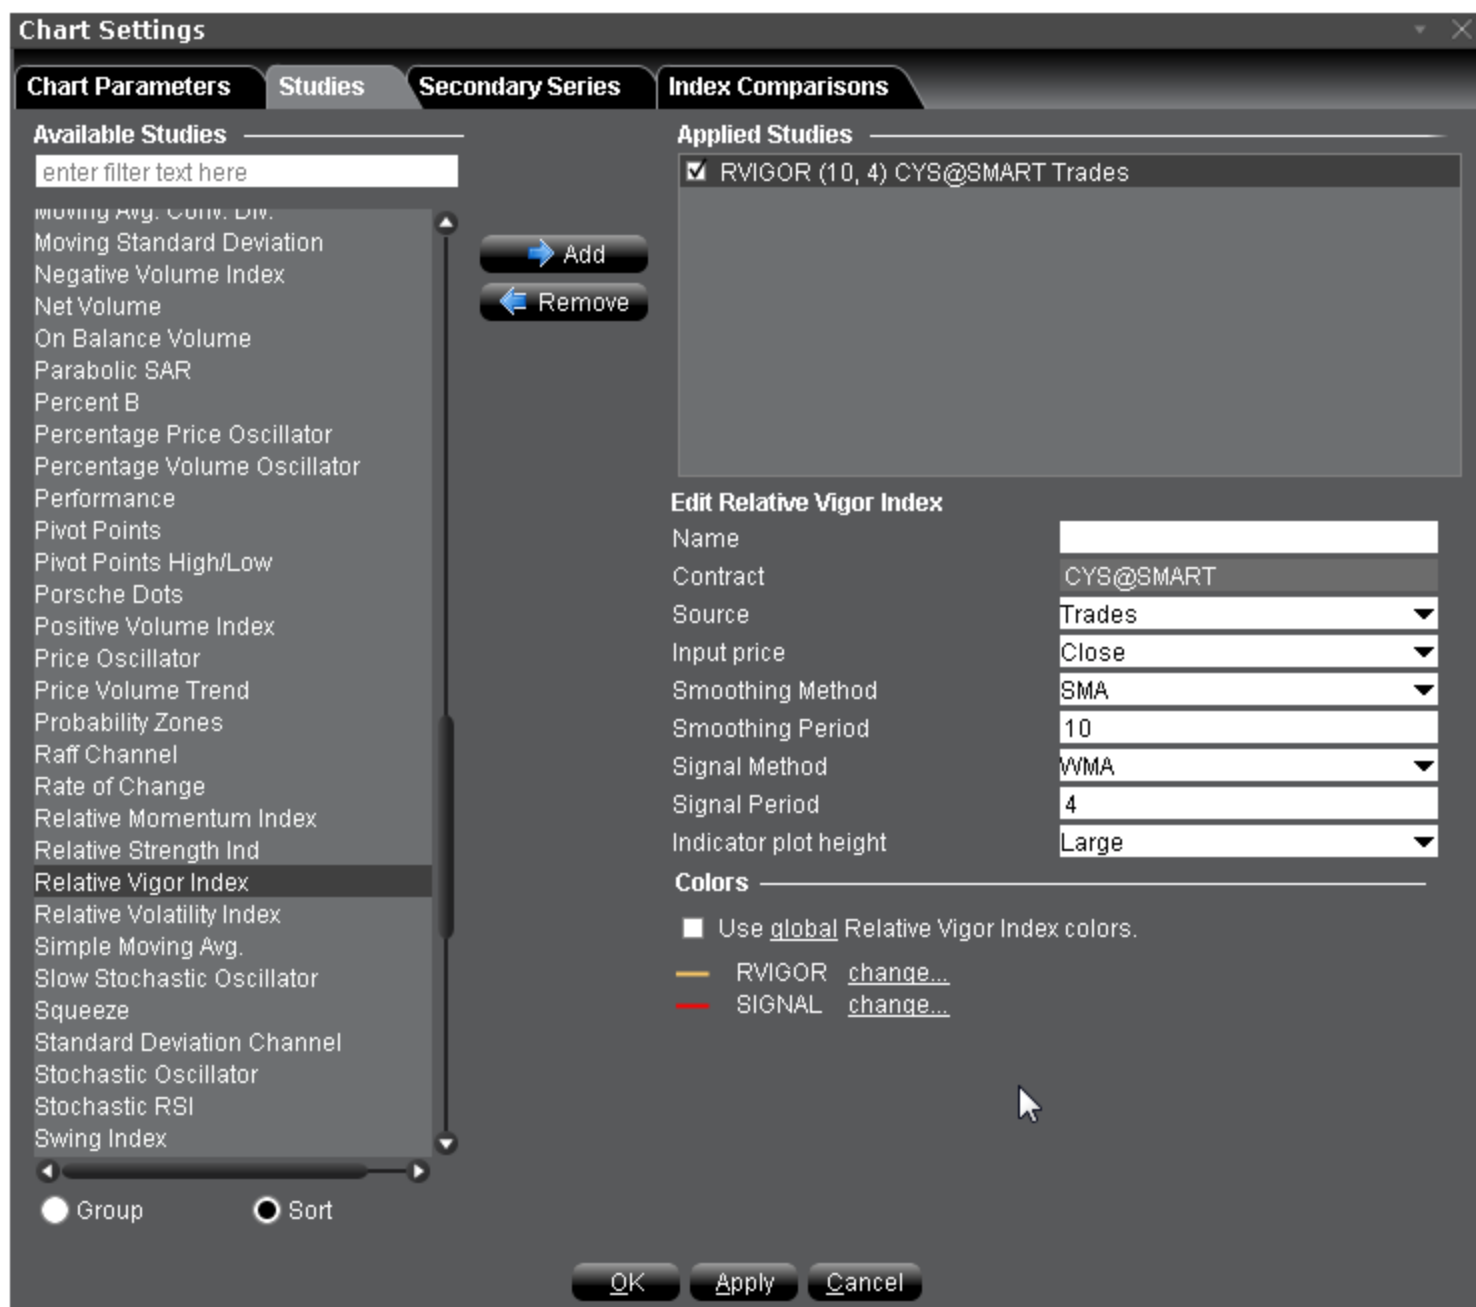 Chart Settings
Chart Parameters
Studies
Secondary Series
Index Comparisons
Available Studies
enter filter text here
Moving Avg. Conv. Div.
Moving Standard Deviation
Negative Volume Index
Net Volume
On Balance Volume
Parabolic SAR
Percent B
Percentage Price Oscillator
Percentage Volume Oscillator
Performance
Pivot Points
Pivot Points High/Low
Porsche Dots
Positive Volume Index
Price Oscillator
Price Volume Trend
Probability Zones
Raff Channel
Rate of Change
Relative Momentum Index
Relative Strength Ind
Relative Vigor Index
Relative Volatility Index
Simple Moving Avg.
Slow Stochastic Oscillator
Squeeze
Standard Deviation Channel
Stochastic Oscillator
Stochastic RSI
Swing Index
Group
Sort
Add
Remove
Applied Studies
RVIGOR (10, 4) CYS@SMART Trades
Edit Relative Vigor Index
Name
Contract CYS@SMART
Source Trades
Input price Close
Smoothing Method SMA
Smoothing Period 10
Signal Method WMA
Signal Period 4
Indicator plot height Large
Colors
Use global Relative Vigor Index colors.
RVIGOR change...
SIGNAL change...
OK
Apply
Cancel